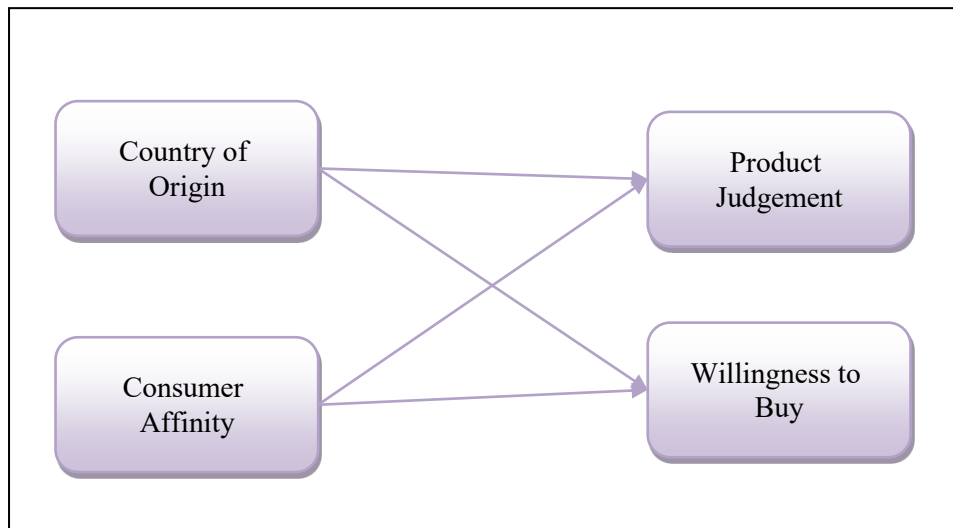 Country of
Origin
Product
Judgement
Consumer
Affinity
Willingness to
Buy